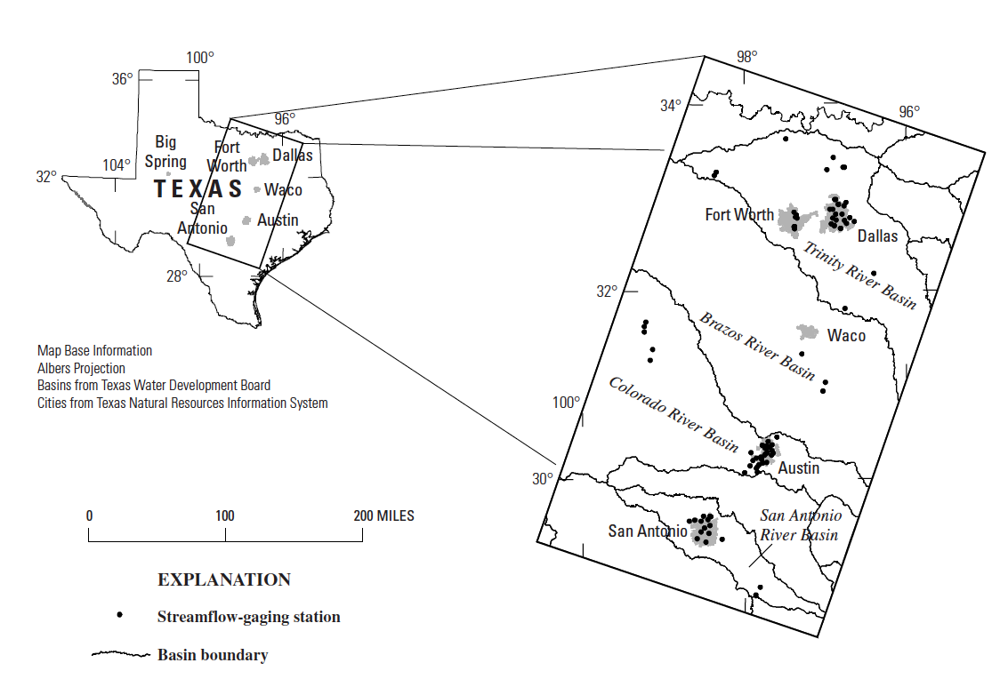 100°
36°
96°
Big
Spring
Fort
Worth
Dallas
32°
104°
TEXAS
Waco
San
Antonio
Austin
28°
Map Base Information
Albers Projection
Basins from Texas Water Development Board
Cities from Texas Natural Resources Information System
0 100 200 MILES
EXPLANATION
Streamflow-gaging station
Basin boundary
98°
34°
96°
Fort Worth
Dallas
Trinity River Basin
32°
Brazos River Basin
Waco
Colorado River Basin
100°
Austin
30°
San Antonio
San Antonio
River Basin